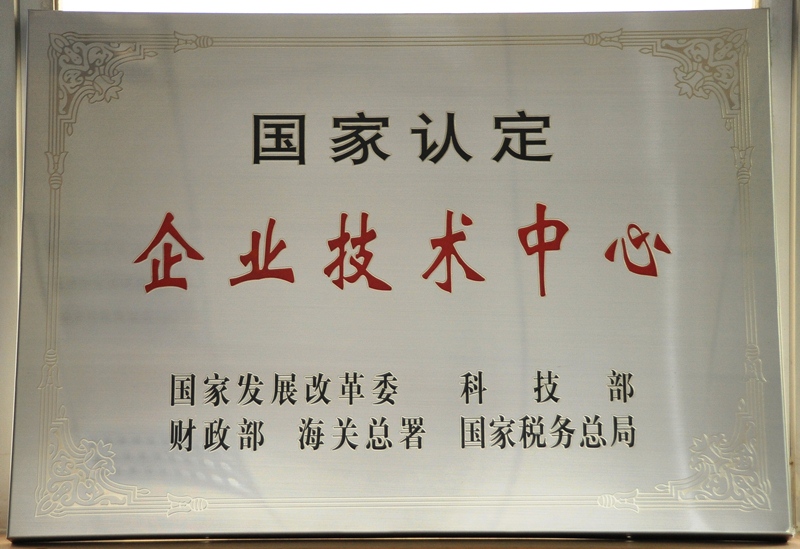 国家认定
企业技术中心
国家发展改革委 科技部
财政部 海关总署 国家税务总局